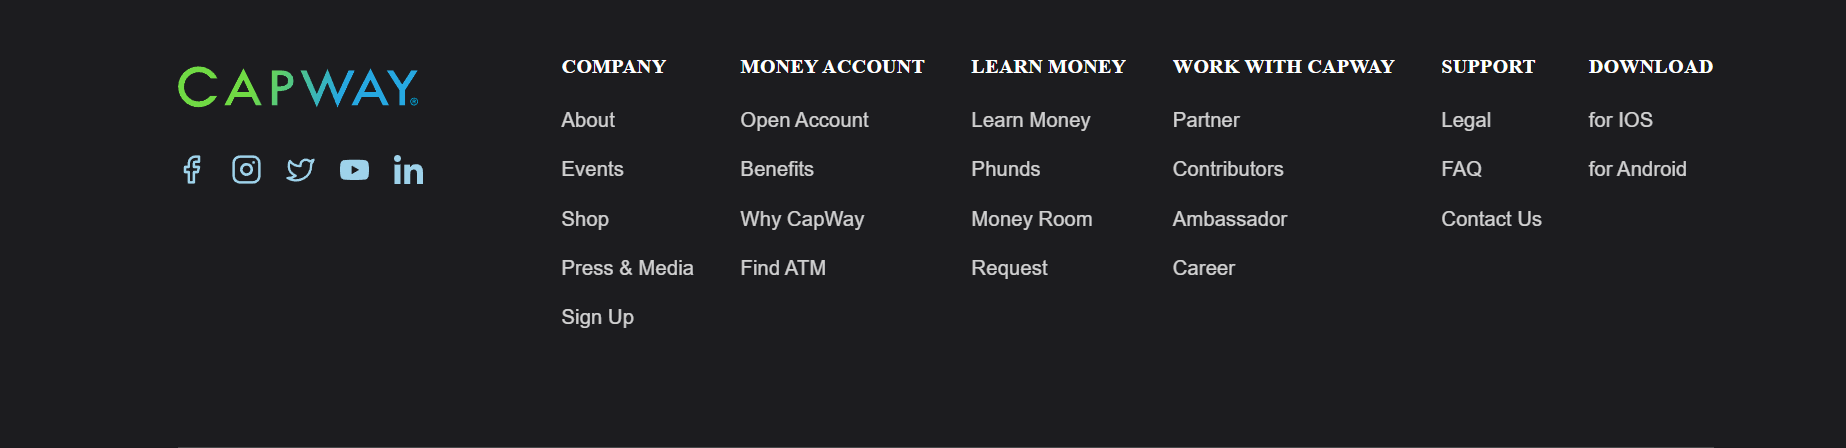 CAPWAY®
COMPANY
About
Events
Shop
Press & Media
Sign Up
MONEY ACCOUNT
Open Account
Benefits
Why CapWay
Find ATM
LEARN MONEY
Learn Money
Phunds
Money Room
Request
WORK WITH CAPWAY
Partner
Contributors
Ambassador
Career
SUPPORT
Legal
FAQ
Contact Us
DOWNLOAD
for IOS
for Android